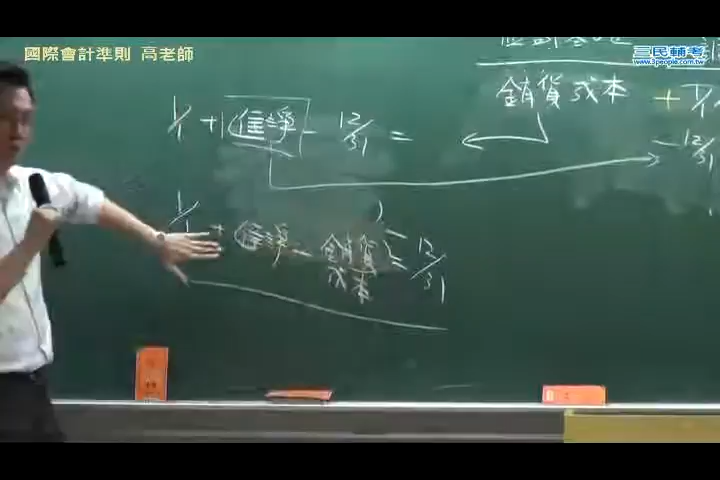 國際會計準則 高老師
三民輔考
www.3people.com.tw
銷貨成本 + 1/1
1/1 + 進淨 - 12/31 =
- 12/31
1/1 + 進淨 - 銷貨成本 = 12/31